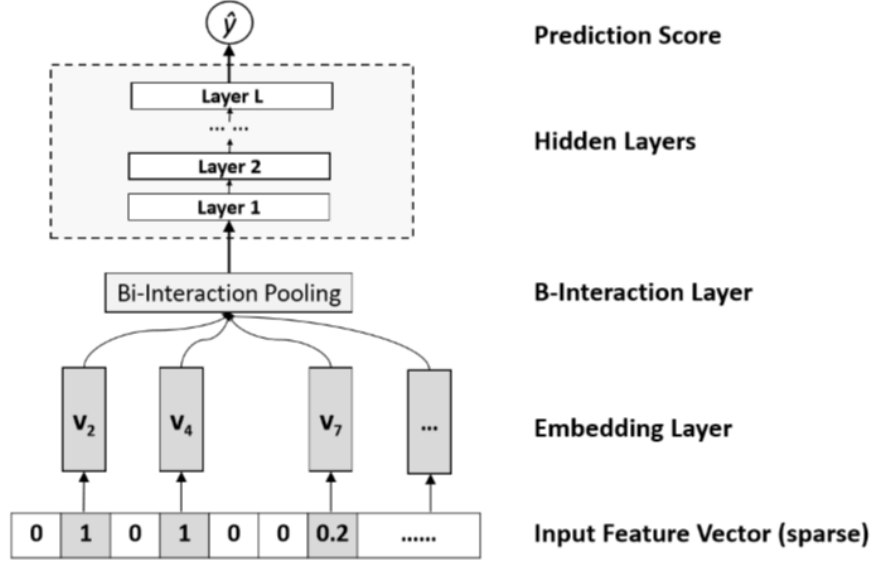 ŷ
Prediction Score
Layer L
... ...
Hidden Layers
Layer 2
Layer 1
Bi-Interaction Pooling
B-Interaction Layer
V₂ V₄ V₇ ...
Embedding Layer
0 1 0 1 0 0 0.2 ......
Input Feature Vector (sparse)